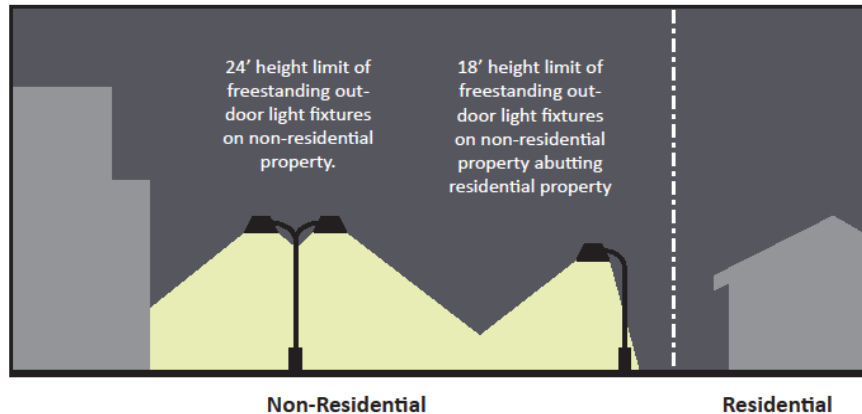 24’ height limit of
freestanding out-
door light fixtures
on non-residential
property.
18’ height limit of
freestanding out-
door light fixtures
on non-residential
property abutting
residential property
Non-Residential
Residential